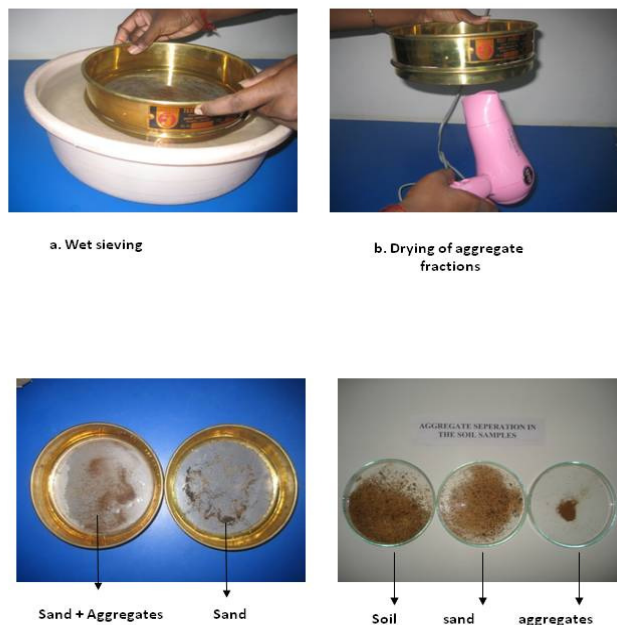 a. Wet sieving
b. Drying of aggregate
fractions
AGGREGATE SEPERATION IN
THE SOIL SAMPLES
Sand + Aggregates
Sand
Soil
sand
aggregates